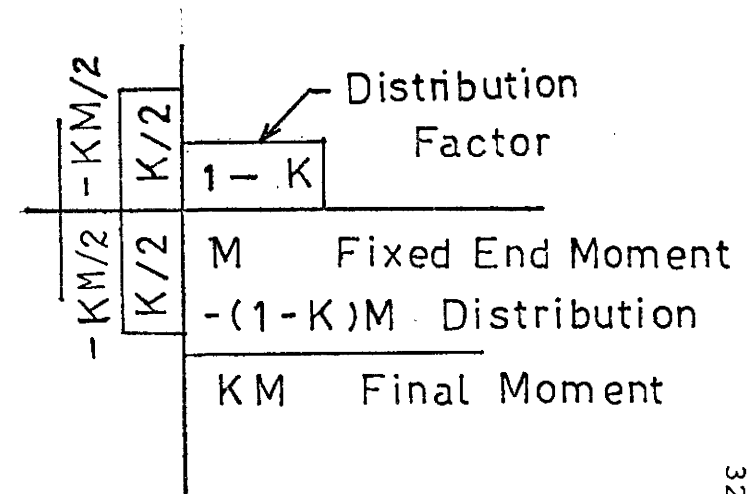 Distribution
Factor
-KM/2
K/2
1 - K
-KM/2
K/2
M Fixed End Moment
-(1-K)M Distribution
KM Final Moment
32